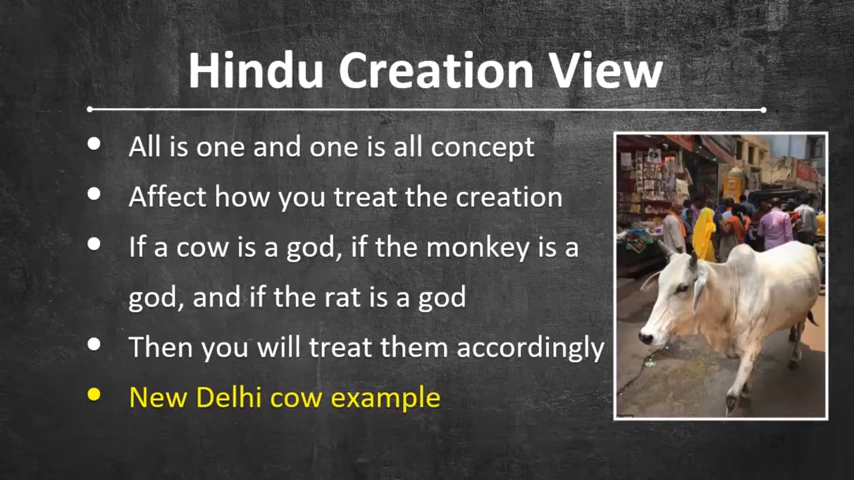 Hindu Creation View
• All is one and one is all concept
• Affect how you treat the creation
• If a cow is a god, if the monkey is a
god, and if the rat is a god
• Then you will treat them accordingly
• New Delhi cow example